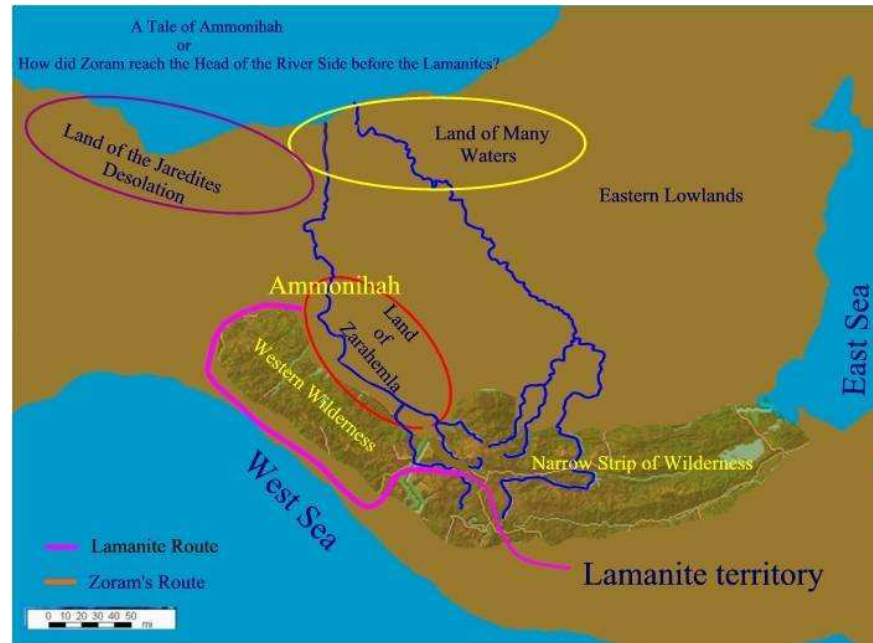 A Tale of Ammonihah
or
How did Zoram reach the Head of the River Side before the Lamanites?
Land of Many
Waters
Land of the Jaredites
Desolation
Eastern Lowlands
Ammonihah
Land
of
Zarahemla
East Sea
Western Wilderness
Narrow Strip of Wilderness
West Sea
Lamanite Route
Lamanite territory
Zoram's Route
0 10 20 30 40 50
mi